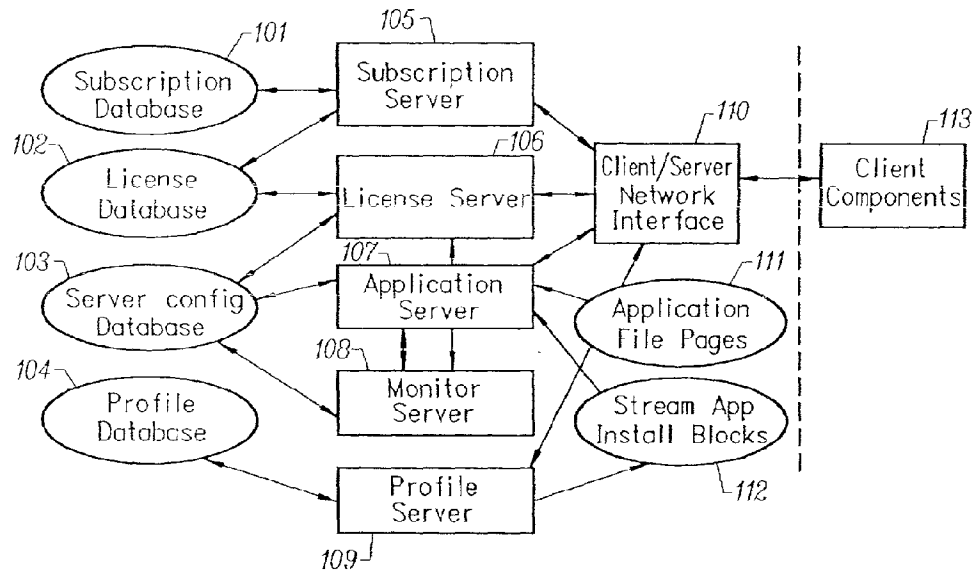 101
Subscription
Database
102
License
Database
103
Server config
Database
104
Profile
Database
105
Subscription
Server
106
License Server
107
Application
Server
108
Monitor
Server
Profile
Server
109
110
Client/Server
Network
Interface
111
Application
File Pages
Stream App
Install Blocks
112
113
Client
Components